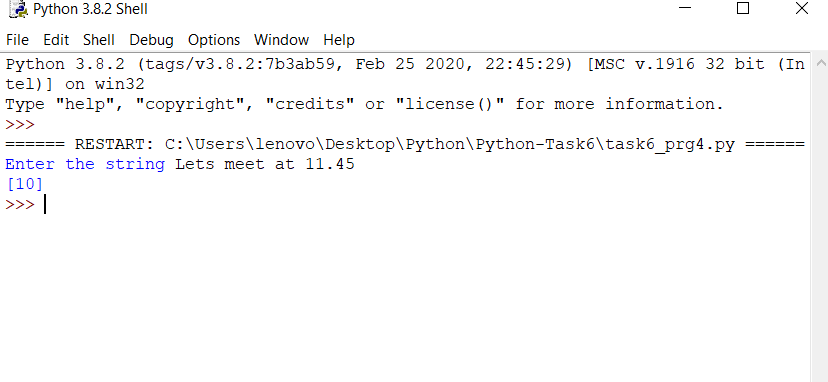 Python 3.8.2 Shell
File Edit Shell Debug Options Window Help
Python 3.8.2 (tags/v3.8.2:7b3ab59, Feb 25 2020, 22:45:29) [MSC v.1916 32 bit (In
tel)] on win32
Type "help", "copyright", "credits" or "license()" for more information.
>>>
====== RESTART: C:\Users\lenovo\Desktop\Python\Python-Task6\task6_prg4.py ======
Enter the string Lets meet at 11.45
[10]
>>>